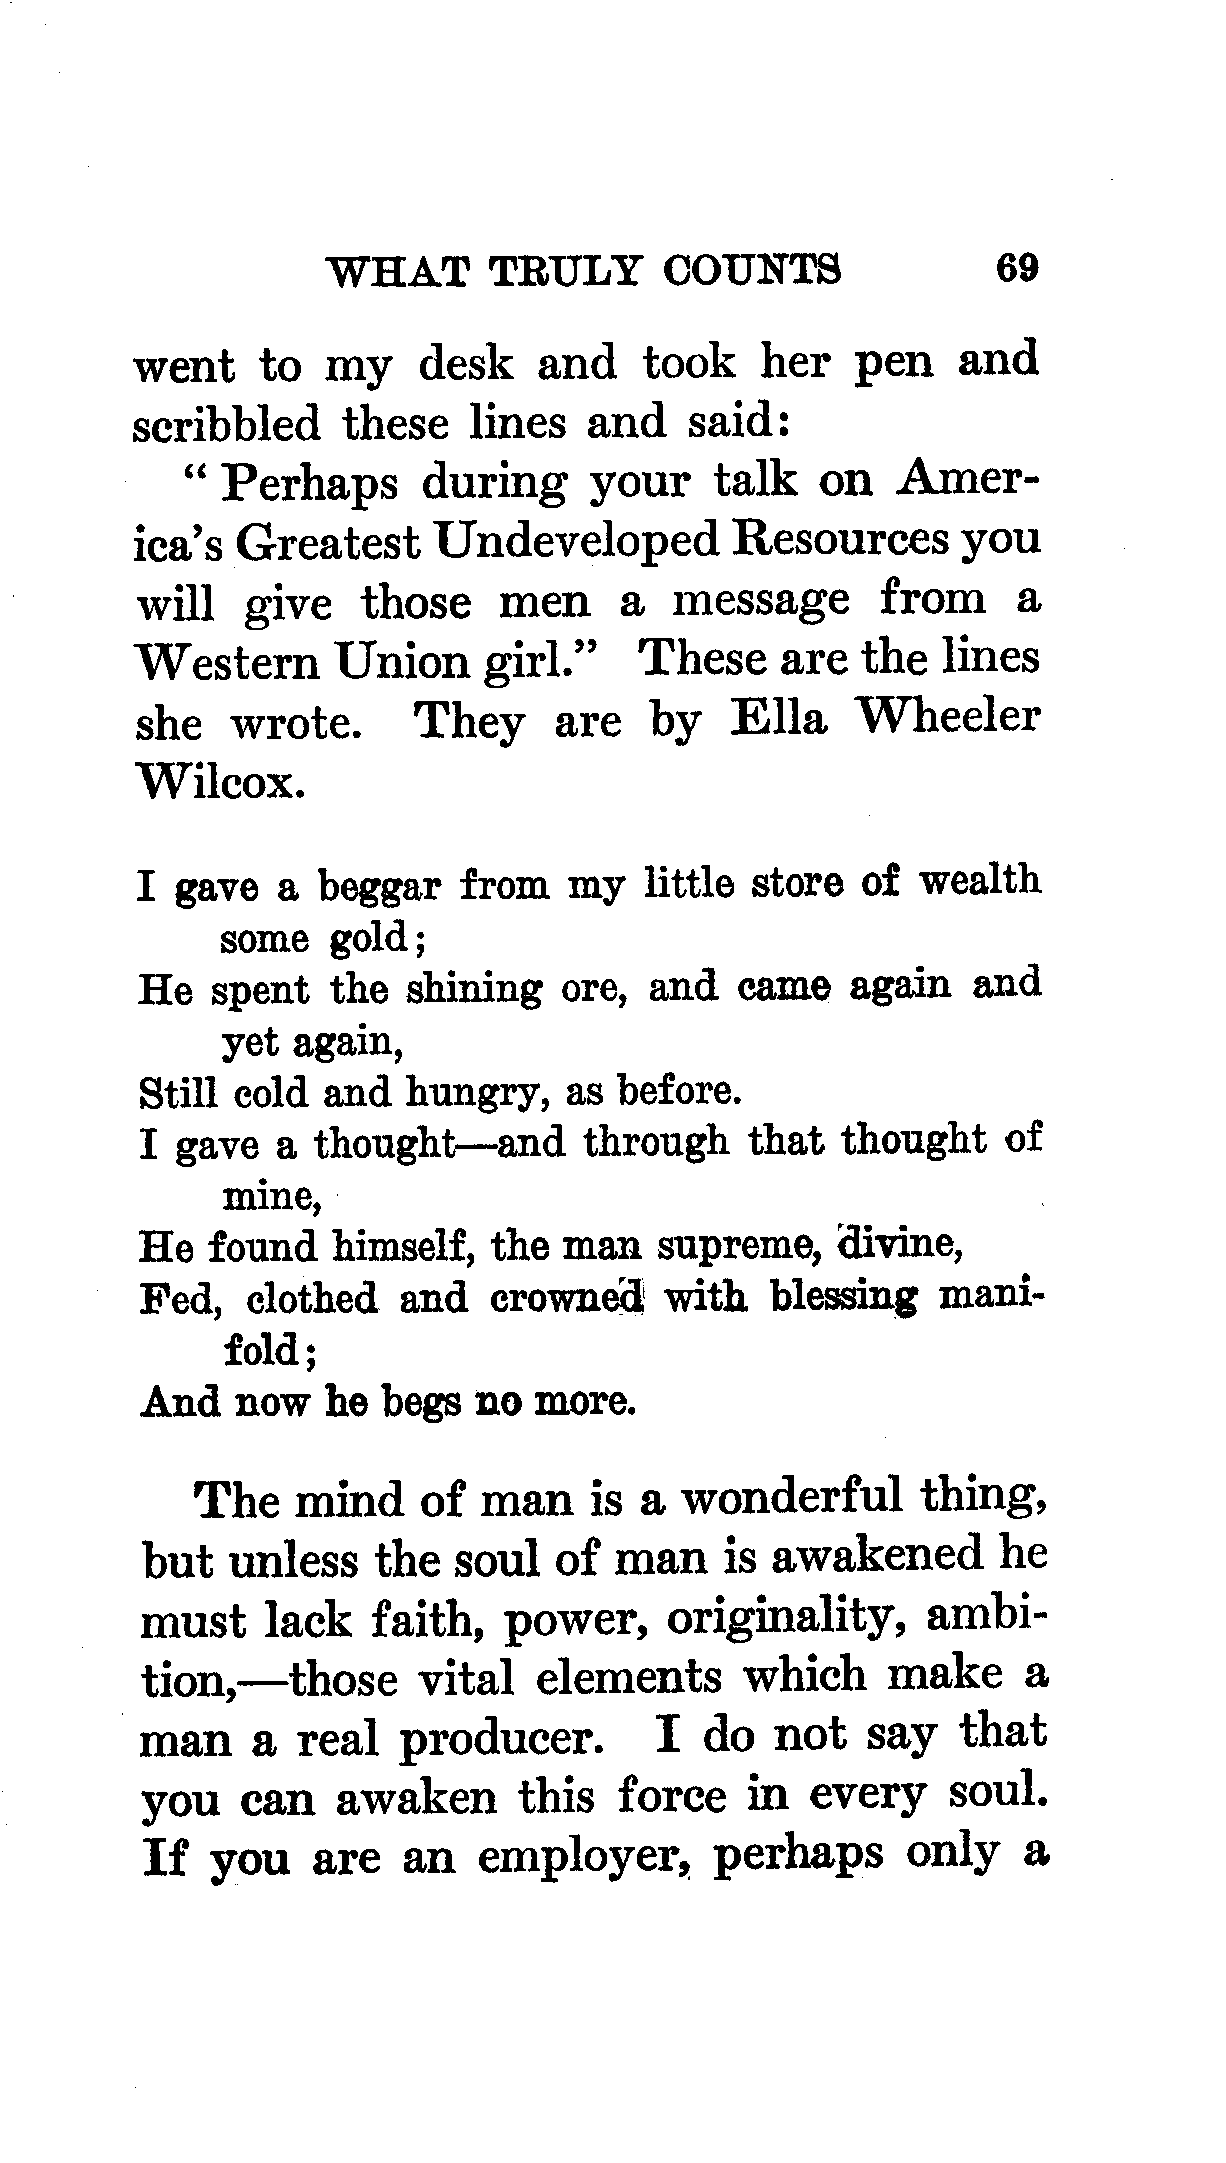 WHAT TRULY COUNTS 69
went to my desk and took her pen and
scribbled these lines and said:
" Perhaps during your talk on Amer-
ica's Greatest Undeveloped Resources you
will give those men a message from a
Western Union girl." These are the lines
she wrote. They are by Ella Wheeler
Wilcox.
I gave a beggar from my little store of wealth
some gold;
He spent the shining ore, and came again and
yet again,
Still cold and hungry, as before.
I gave a thought—and through that thought of
mine,
He found himself, the man supreme, divine,
Fed, clothed and crowned with blessing mani-
fold;
And now he begs no more.
The mind of man is a wonderful thing,
but unless the soul of man is awakened he
must lack faith, power, originality, ambi-
tion,—those vital elements which make a
man a real producer. I do not say that
you can awaken this force in every soul.
If you are an employer, perhaps only a